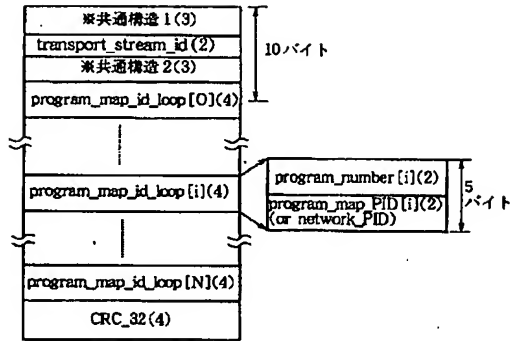 ※共通構造1(3)
transport_stream_id(2)
※共通構造2(3)
program_map_id_loop[0](4)
10バイト
program_map_id_loop[i](4)
program_number[i](2)
program_map_PID[i](2)
(or network_PID)
5
バイト
program_map_id_loop[N](4)
CRC_32(4)